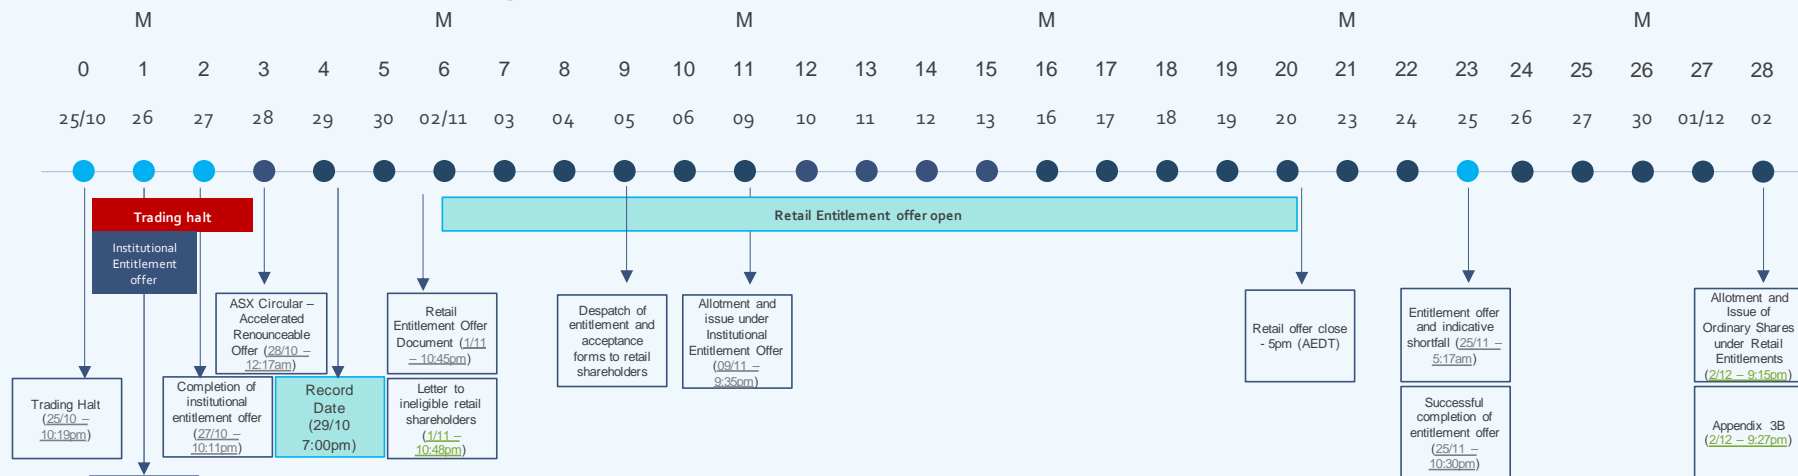 M M M M M M
0 1 2 3 4 5 6 7 8 9 10 11 12 13 14 15 16 17 18 19 20 21 22 23 24 25 26 27 28
25/10 26 27 28 29 30 02/11 03 04 05 06 09 10 11 12 13 16 17 18 19 20 23 24 25 26 27 30 01/12 02
Trading halt
Retail Entitlement offer open
Institutional
Entitlement
offer
Trading Halt
(25/10 –
10:19pm)
Completion of
institutional
entitlement offer
(27/10 –
10:11pm)
ASX Circular –
Accelerated
Renounceable
Offer (28/10 –
12:17am)
Record
Date
(29/10
7:00pm)
Retail
Entitlement Offer
Document (1/11
– 10:45pm)
Letter to
ineligible retail
shareholders
(1/11 –
10:48pm)
Despatch of
entitlement and
acceptance
forms to retail
shareholders
Allotment and
issue under
Institutional
Entitlement Offer
(09/11 –
9:35pm)
Retail offer close
- 5pm (AEDT)
Entitlement offer
and indicative
shortfall (25/11 –
5:17am)
Successful
completion of
entitlement offer
(25/11 –
10:30pm)
Allotment and
Issue of
Ordinary Shares
under Retail
Entitlements
(2/12 – 9:15pm)
Appendix 3B
(2/12 – 9:27pm)